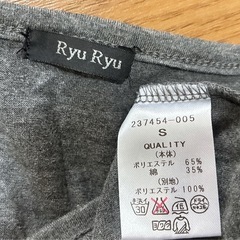 Ryu Ryu
237454-005
S
QUALITY
(本体)
ポリエステル 65%
綿 35%
(別地)
ポリエステル 100%